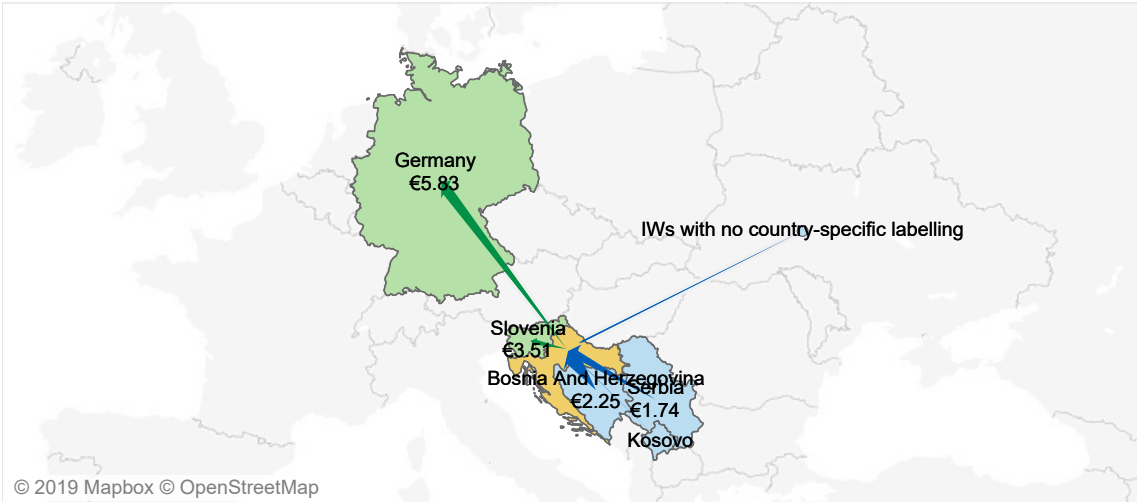 Germany
€5.83
IWs with no country-specific labelling
Slovenia
€3.51
Bosnia And Herzegovina
€2.25
Serbia
€1.74
Kosovo
© 2019 Mapbox © OpenStreetMap